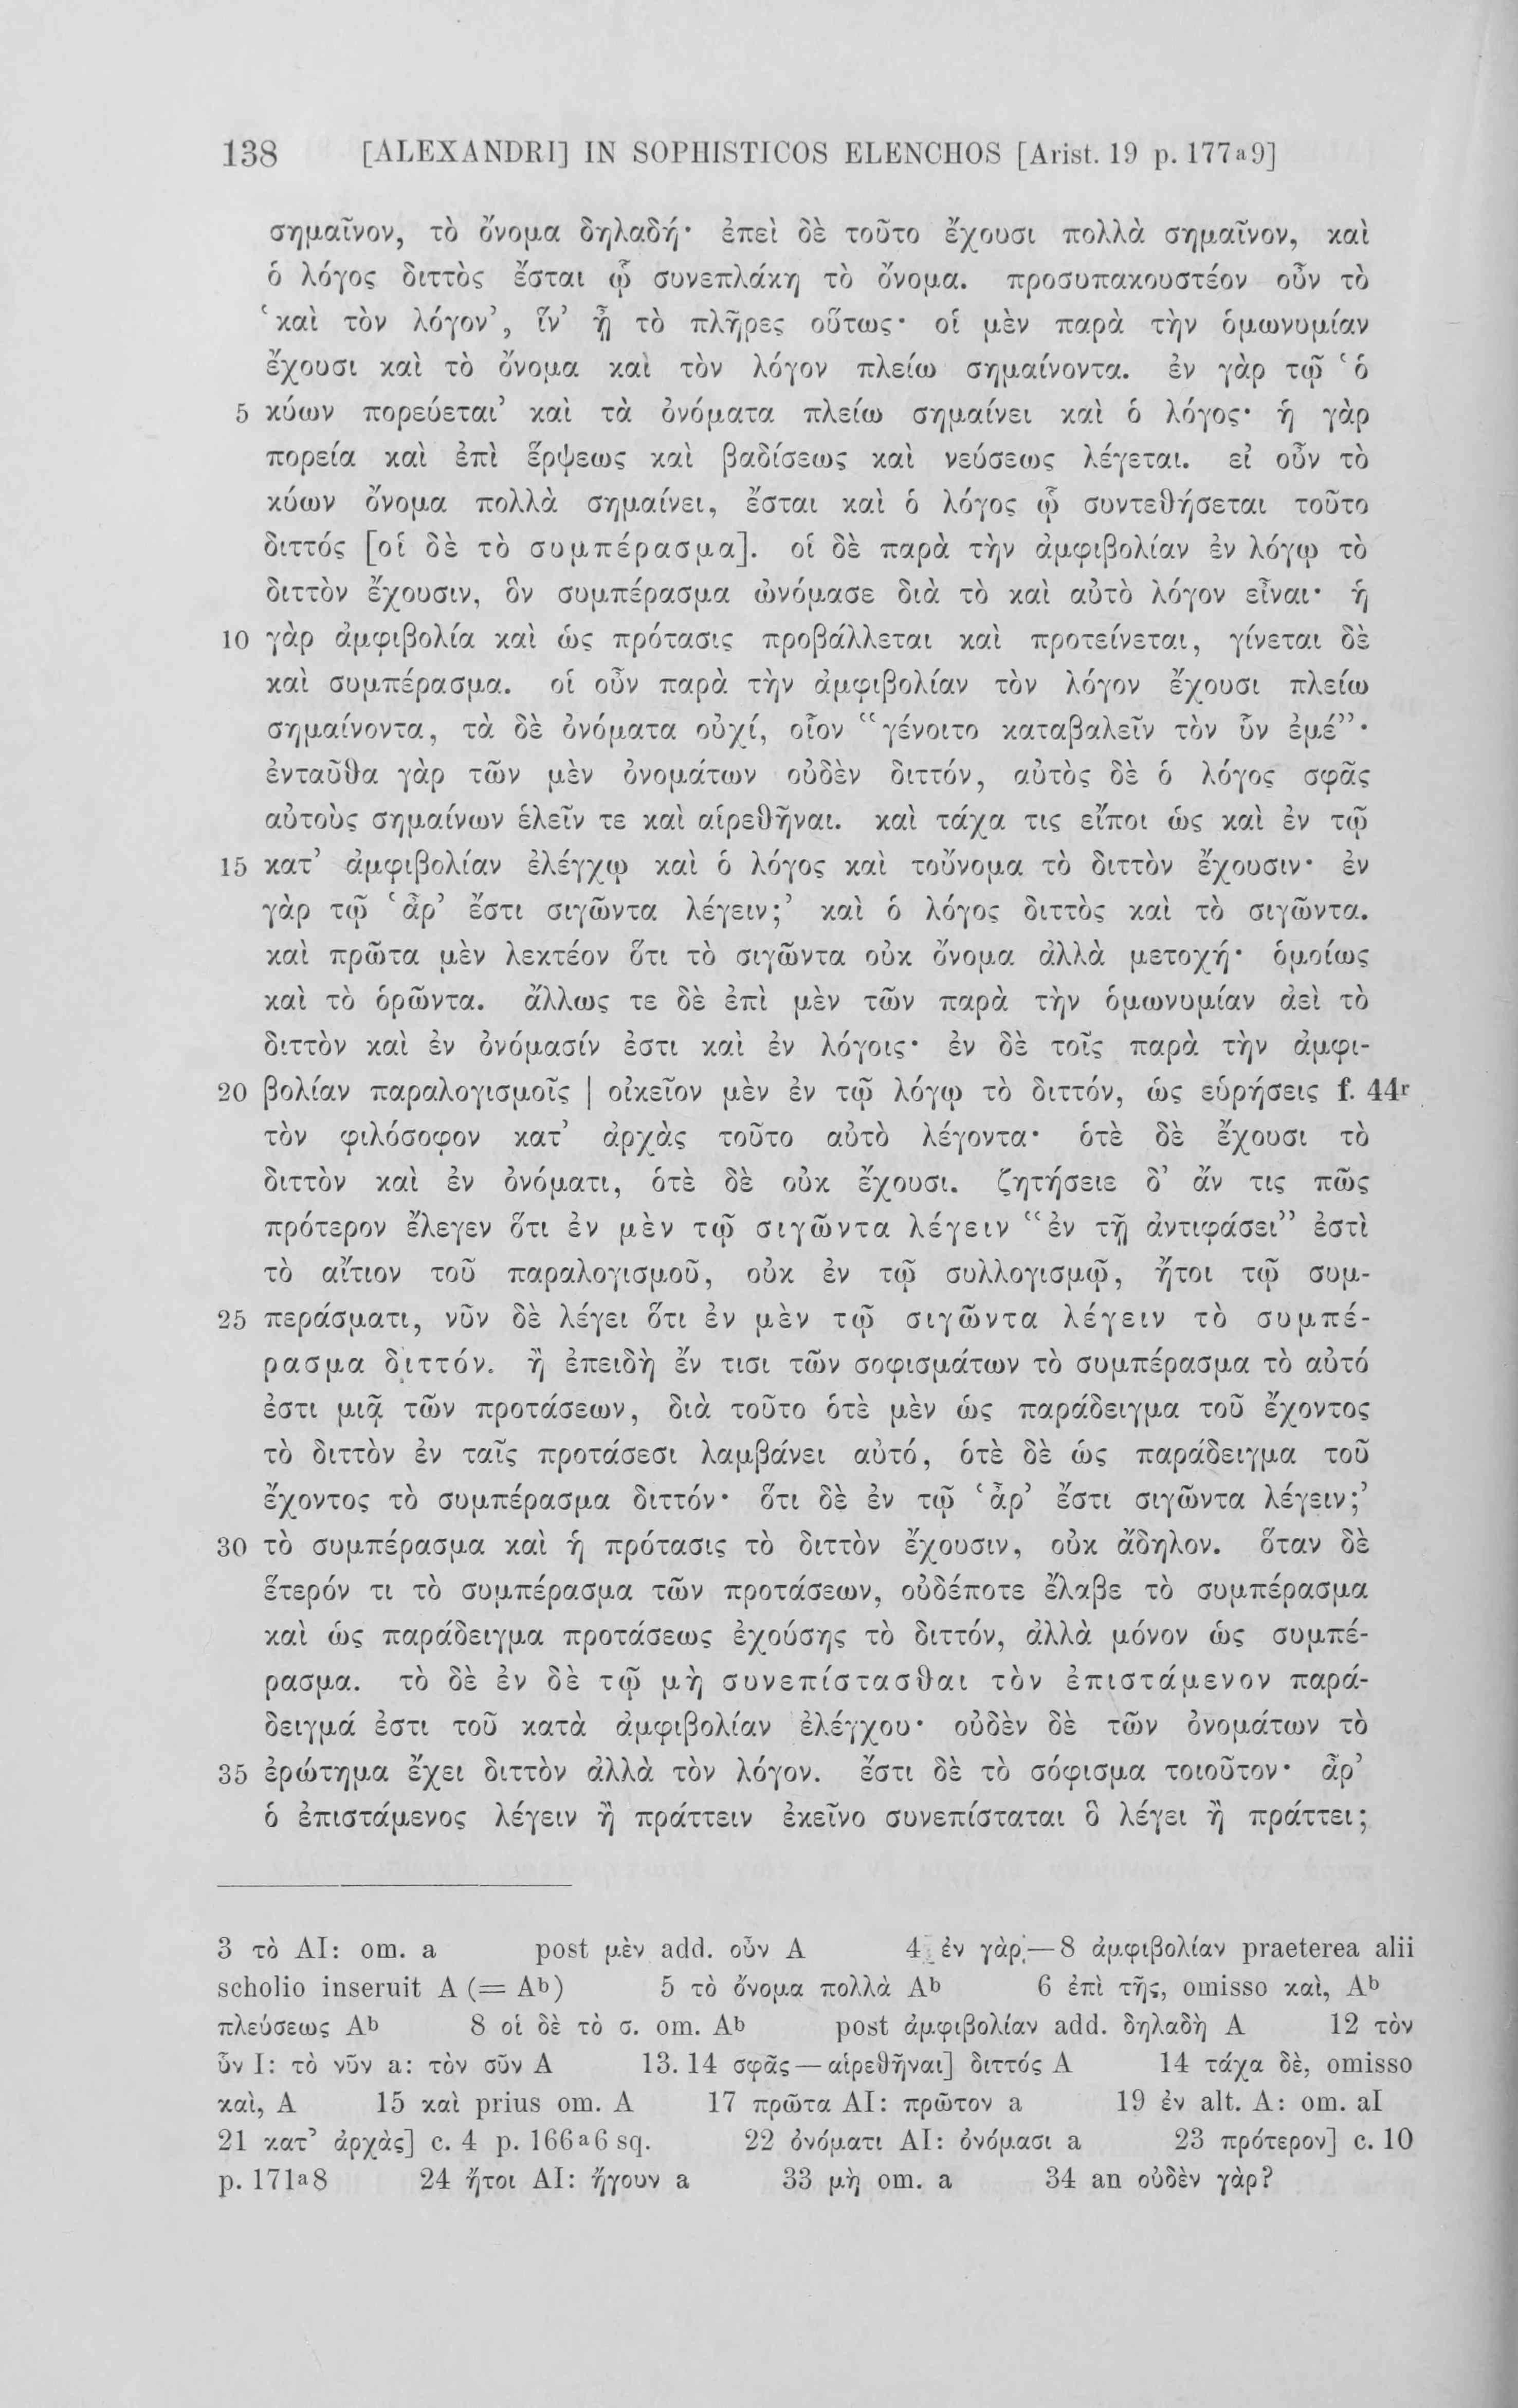 138 [ALEXANDRI] IN SOPHISTICOS ELENCHOS [Arist. 19 p. 177a9]
σημαῖνον, τὸ ὄνομα δηλαδή· ἐπεὶ δὲ τοῦτο ἔχουσι πολλὰ σημαῖνον, καὶ
ὁ λόγος διττὸς ἔσται ᾧ συνεπλάκη τὸ ὄνομα. προσυπακουστέον οὖν τὸ
‘καὶ τὸν λόγον’, ἵν’ ᾖ τὸ πλῆρες οὕτως· οἱ μὲν παρὰ τὴν ὁμωνυμίαν
ἔχουσι καὶ τὸ ὄνομα καὶ τὸν λόγον πλείω σημαίνοντα. ἐν γὰρ τῷ ‘ὁ
5 κύων πορεύεται’ καὶ τὰ ὀνόματα πλείω σημαίνει καὶ ὁ λόγος· ἡ γὰρ
πορεία καὶ ἐπὶ ἕρψεως καὶ βαδίσεως καὶ νεύσεως λέγεται. εἰ οὖν τὸ
κύων ὄνομα πολλὰ σημαίνει, ἔσται καὶ ὁ λόγος ᾧ συντεθήσεται τοῦτο
διττός [οἱ δὲ τὸ συμπέρασμα]. οἱ δὲ παρὰ τὴν ἀμφιβολίαν ἐν λόγῳ τὸ
διττὸν ἔχουσιν, ὃν συμπέρασμα ὠνόμασε διὰ τὸ καὶ αὐτὸ λόγον εἶναι· ἡ
10 γὰρ ἀμφιβολία καὶ ὡς πρότασις προβάλλεται καὶ προτείνεται, γίνεται δὲ
καὶ συμπέρασμα. οἱ οὖν παρὰ τὴν ἀμφιβολίαν τὸν λόγον ἔχουσι πλείω
σημαίνοντα, τὰ δὲ ὀνόματα οὐχί, οἷον “γένοιτο καταβαλεῖν τὸν ὗν ἐμέ”·
ἐνταῦθα γὰρ τῶν μὲν ὀνομάτων οὐδὲν διττόν, αὐτὸς δὲ ὁ λόγος σφᾶς
αὐτοὺς σημαίνων ἑλεῖν τε καὶ αἱρεθῆναι. καὶ τάχα τις εἴποι ὡς καὶ ἐν τῷ
15 κατ’ ἀμφιβολίαν ἐλέγχῳ καὶ ὁ λόγος καὶ τοὔνομα τὸ διττὸν ἔχουσιν· ἐν
γὰρ τῷ ‘ἆρ’ ἔστι σιγῶντα λέγειν;’ καὶ ὁ λόγος διττὸς καὶ τὸ σιγῶντα.
καὶ πρῶτα μὲν λεκτέον ὅτι τὸ σιγῶντα οὐκ ὄνομα ἀλλὰ μετοχή· ὁμοίως
καὶ τὸ ὁρῶντα. ἄλλως τε δὲ ἐπὶ μὲν τῶν παρὰ τὴν ὁμωνυμίαν ἀεὶ τὸ
διττὸν καὶ ἐν ὀνόμασίν ἐστι καὶ ἐν λόγοις· ἐν δὲ τοῖς παρὰ τὴν ἀμφι-
20 βολίαν παραλογισμοῖς | οἰκεῖον μὲν ἐν τῷ λόγῳ τὸ διττόν, ὡς εὑρήσεις f. 44r
τὸν φιλόσοφον κατ’ ἀρχὰς τοῦτο αὐτὸ λέγοντα· ὁτὲ δὲ ἔχουσι τὸ
διττὸν καὶ ἐν ὀνόματι, ὁτὲ δὲ οὐκ ἔχουσι. ζητήσειε δ’ ἄν τις πῶς
πρότερον ἔλεγεν ὅτι ἐν μὲν τῷ σιγῶντα λέγειν “ἐν τῇ ἀντιφάσει” ἐστὶ
τὸ αἴτιον τοῦ παραλογισμοῦ, οὐκ ἐν τῷ συλλογισμῷ, ἤτοι τῷ συμ-
25 περάσματι, νῦν δὲ λέγει ὅτι ἐν μὲν τῷ σιγῶντα λέγειν τὸ συμπέ-
ρασμα διττόν. ἢ ἐπειδὴ ἔν τισι τῶν σοφισμάτων τὸ συμπέρασμα τὸ αὐτό
ἐστι μιᾷ τῶν προτάσεων, διὰ τοῦτο ὁτὲ μὲν ὡς παράδειγμα τοῦ ἔχοντος
τὸ διττὸν ἐν ταῖς προτάσεσι λαμβάνει αὐτό, ὁτὲ δὲ ὡς παράδειγμα τοῦ
ἔχοντος τὸ συμπέρασμα διττόν· ὅτι δὲ ἐν τῷ ‘ἆρ’ ἔστι σιγῶντα λέγειν;’
30 τὸ συμπέρασμα καὶ ἡ πρότασις τὸ διττὸν ἔχουσιν, οὐκ ἄδηλον. ὅταν δὲ
ἕτερόν τι τὸ συμπέρασμα τῶν προτάσεων, οὐδέποτε ἔλαβε τὸ συμπέρασμα
καὶ ὡς παράδειγμα προτάσεως ἐχούσης τὸ διττόν, ἀλλὰ μόνον ὡς συμπέ-
ρασμα. τὸ δὲ ἐν δὲ τῷ μὴ συνεπίστασθαι τὸν ἐπιστάμενον παρά-
δειγμά ἐστι τοῦ κατὰ ἀμφιβολίαν ἐλέγχου· οὐδὲν δὲ τῶν ὀνομάτων τὸ
35 ἐρώτημα ἔχει διττὸν ἀλλὰ τὸν λόγον. ἔστι δὲ τὸ σόφισμα τοιοῦτον· ἆρ’
ὁ ἐπιστάμενος λέγειν ἢ πράττειν ἐκεῖνο συνεπίσταται ὃ λέγει ἢ πράττει;
3 τὸ AI: om. a post μὲν add. οὖν A 4 ἐν γὰρ — 8 ἀμφιβολίαν praeterea alii
scholio inseruit A (= Ab) 5 τὸ ὄνομα πολλὰ Ab 6 ἐπὶ τῆς, omisso καὶ, Ab
πλεύσεως Ab 8 οἱ δὲ τὸ σ. om. Ab post ἀμφιβολίαν add. δηλαδὴ A 12 τὸν
ὗν I: τὸ νῦν a: τὸν σῦν A 13. 14 σφᾶς — αἱρεθῆναι] διττός A 14 τάχα δὲ, omisso
καὶ, A 15 καὶ prius om. A 17 πρῶτα AI: πρῶτον a 19 ἐν alt. A: om. aI
21 κατ’ ἀρχὰς] c. 4 p. 166a6 sq. 22 ὀνόματι AI: ὀνόμασι a 23 πρότερον] c. 10
p. 171a8 24 ἤτοι AI: ἤγουν a 33 μὴ om. a 34 an οὐδὲν γὰρ?